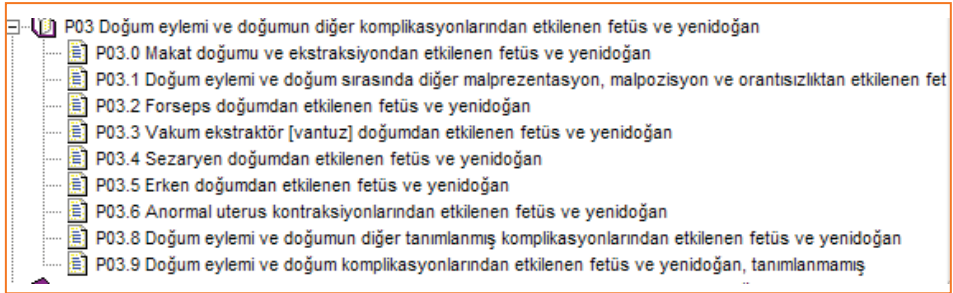 P03 Doğum eylemi ve doğumun diğer komplikasyonlarından etkilenen fetüs ve yenidoğan
P03.0 Makat doğumu ve ekstraksiyondan etkilenen fetüs ve yenidoğan
P03.1 Doğum eylemi ve doğum sırasında diğer malprezentasyon, malpozisyon ve orantısızlıktan etkilenen fet
P03.2 Forseps doğumdan etkilenen fetüs ve yenidoğan
P03.3 Vakum ekstraktör [vantuz] doğumdan etkilenen fetüs ve yenidoğan
P03.4 Sezaryen doğumdan etkilenen fetüs ve yenidoğan
P03.5 Erken doğumdan etkilenen fetüs ve yenidoğan
P03.6 Anormal uterus kontraksiyonlarından etkilenen fetüs ve yenidoğan
P03.8 Doğum eylemi ve doğumun diğer tanımlanmış komplikasyonlarından etkilenen fetüs ve yenidoğan
P03.9 Doğum eylemi ve doğum komplikasyonlarından etkilenen fetüs ve yenidoğan, tanımlanmamış